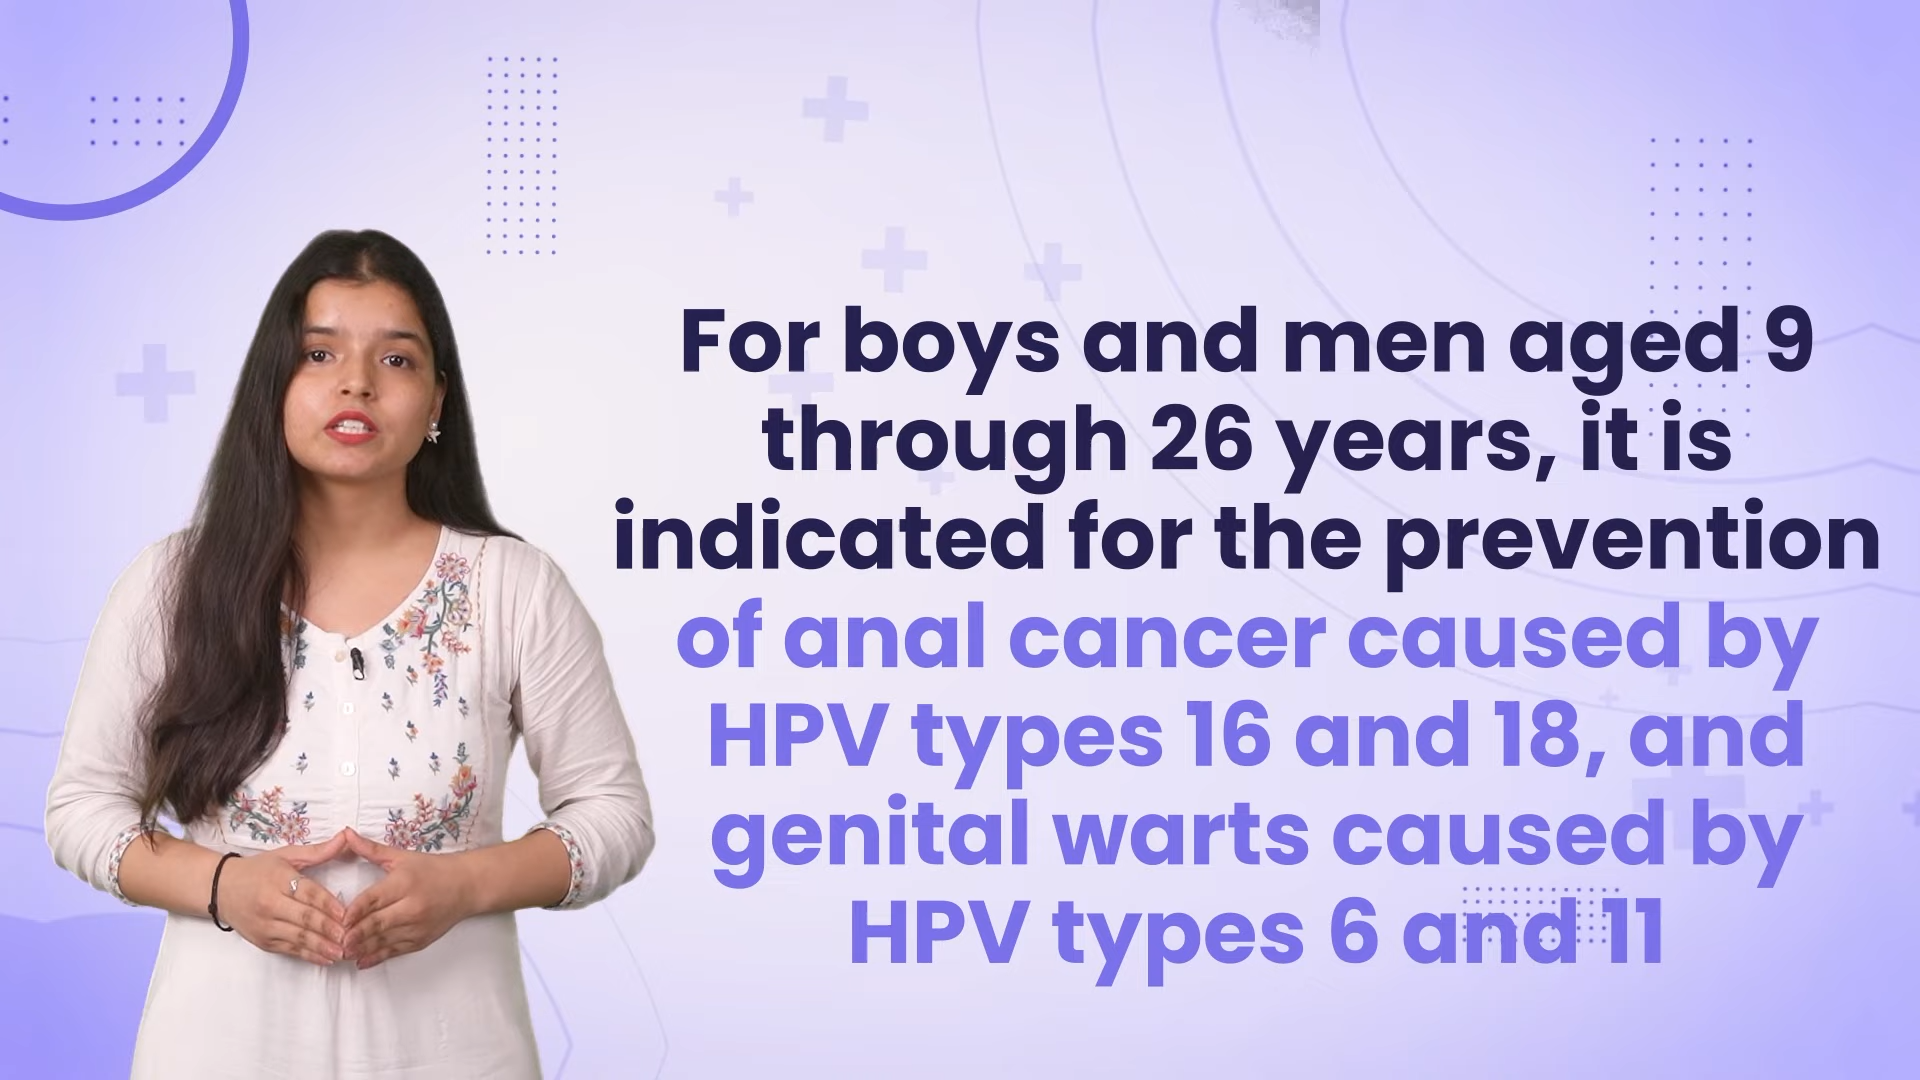 For boys and men aged 9
through 26 years, it is
indicated for the prevention
of anal cancer caused by
HPV types 16 and 18, and
genital warts caused by
HPV types 6 and 11